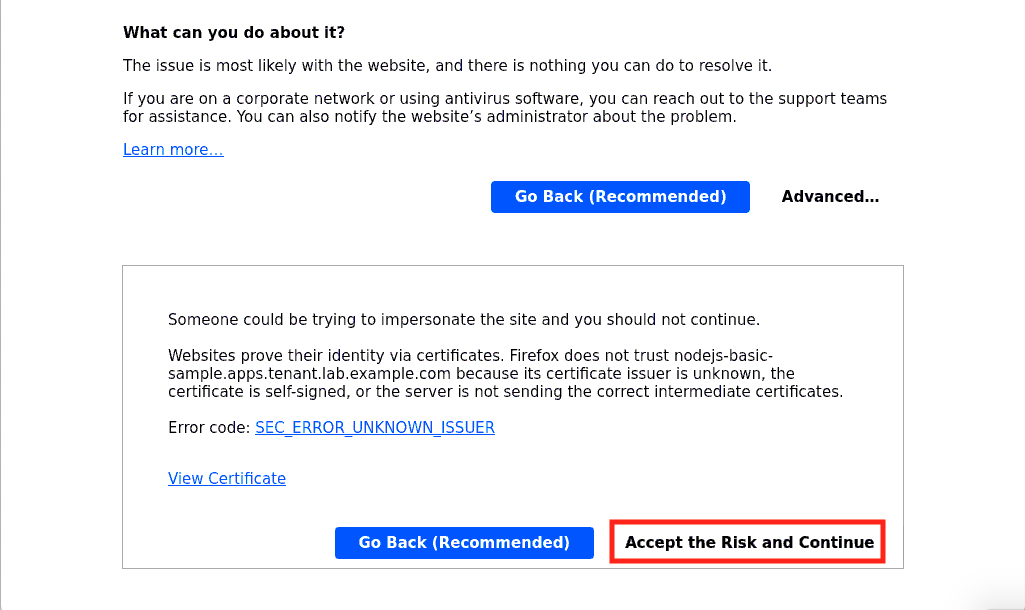 What can you do about it?
The issue is most likely with the website, and there is nothing you can do to resolve it.
If you are on a corporate network or using antivirus software, you can reach out to the support teams
for assistance. You can also notify the website’s administrator about the problem.
Learn more…
Go Back (Recommended)
Advanced…
Someone could be trying to impersonate the site and you should not continue.
Websites prove their identity via certificates. Firefox does not trust nodejs-basic-
sample.apps.tenant.lab.example.com because its certificate issuer is unknown, the
certificate is self-signed, or the server is not sending the correct intermediate certificates.
Error code: SEC_ERROR_UNKNOWN_ISSUER
View Certificate
Go Back (Recommended)
Accept the Risk and Continue